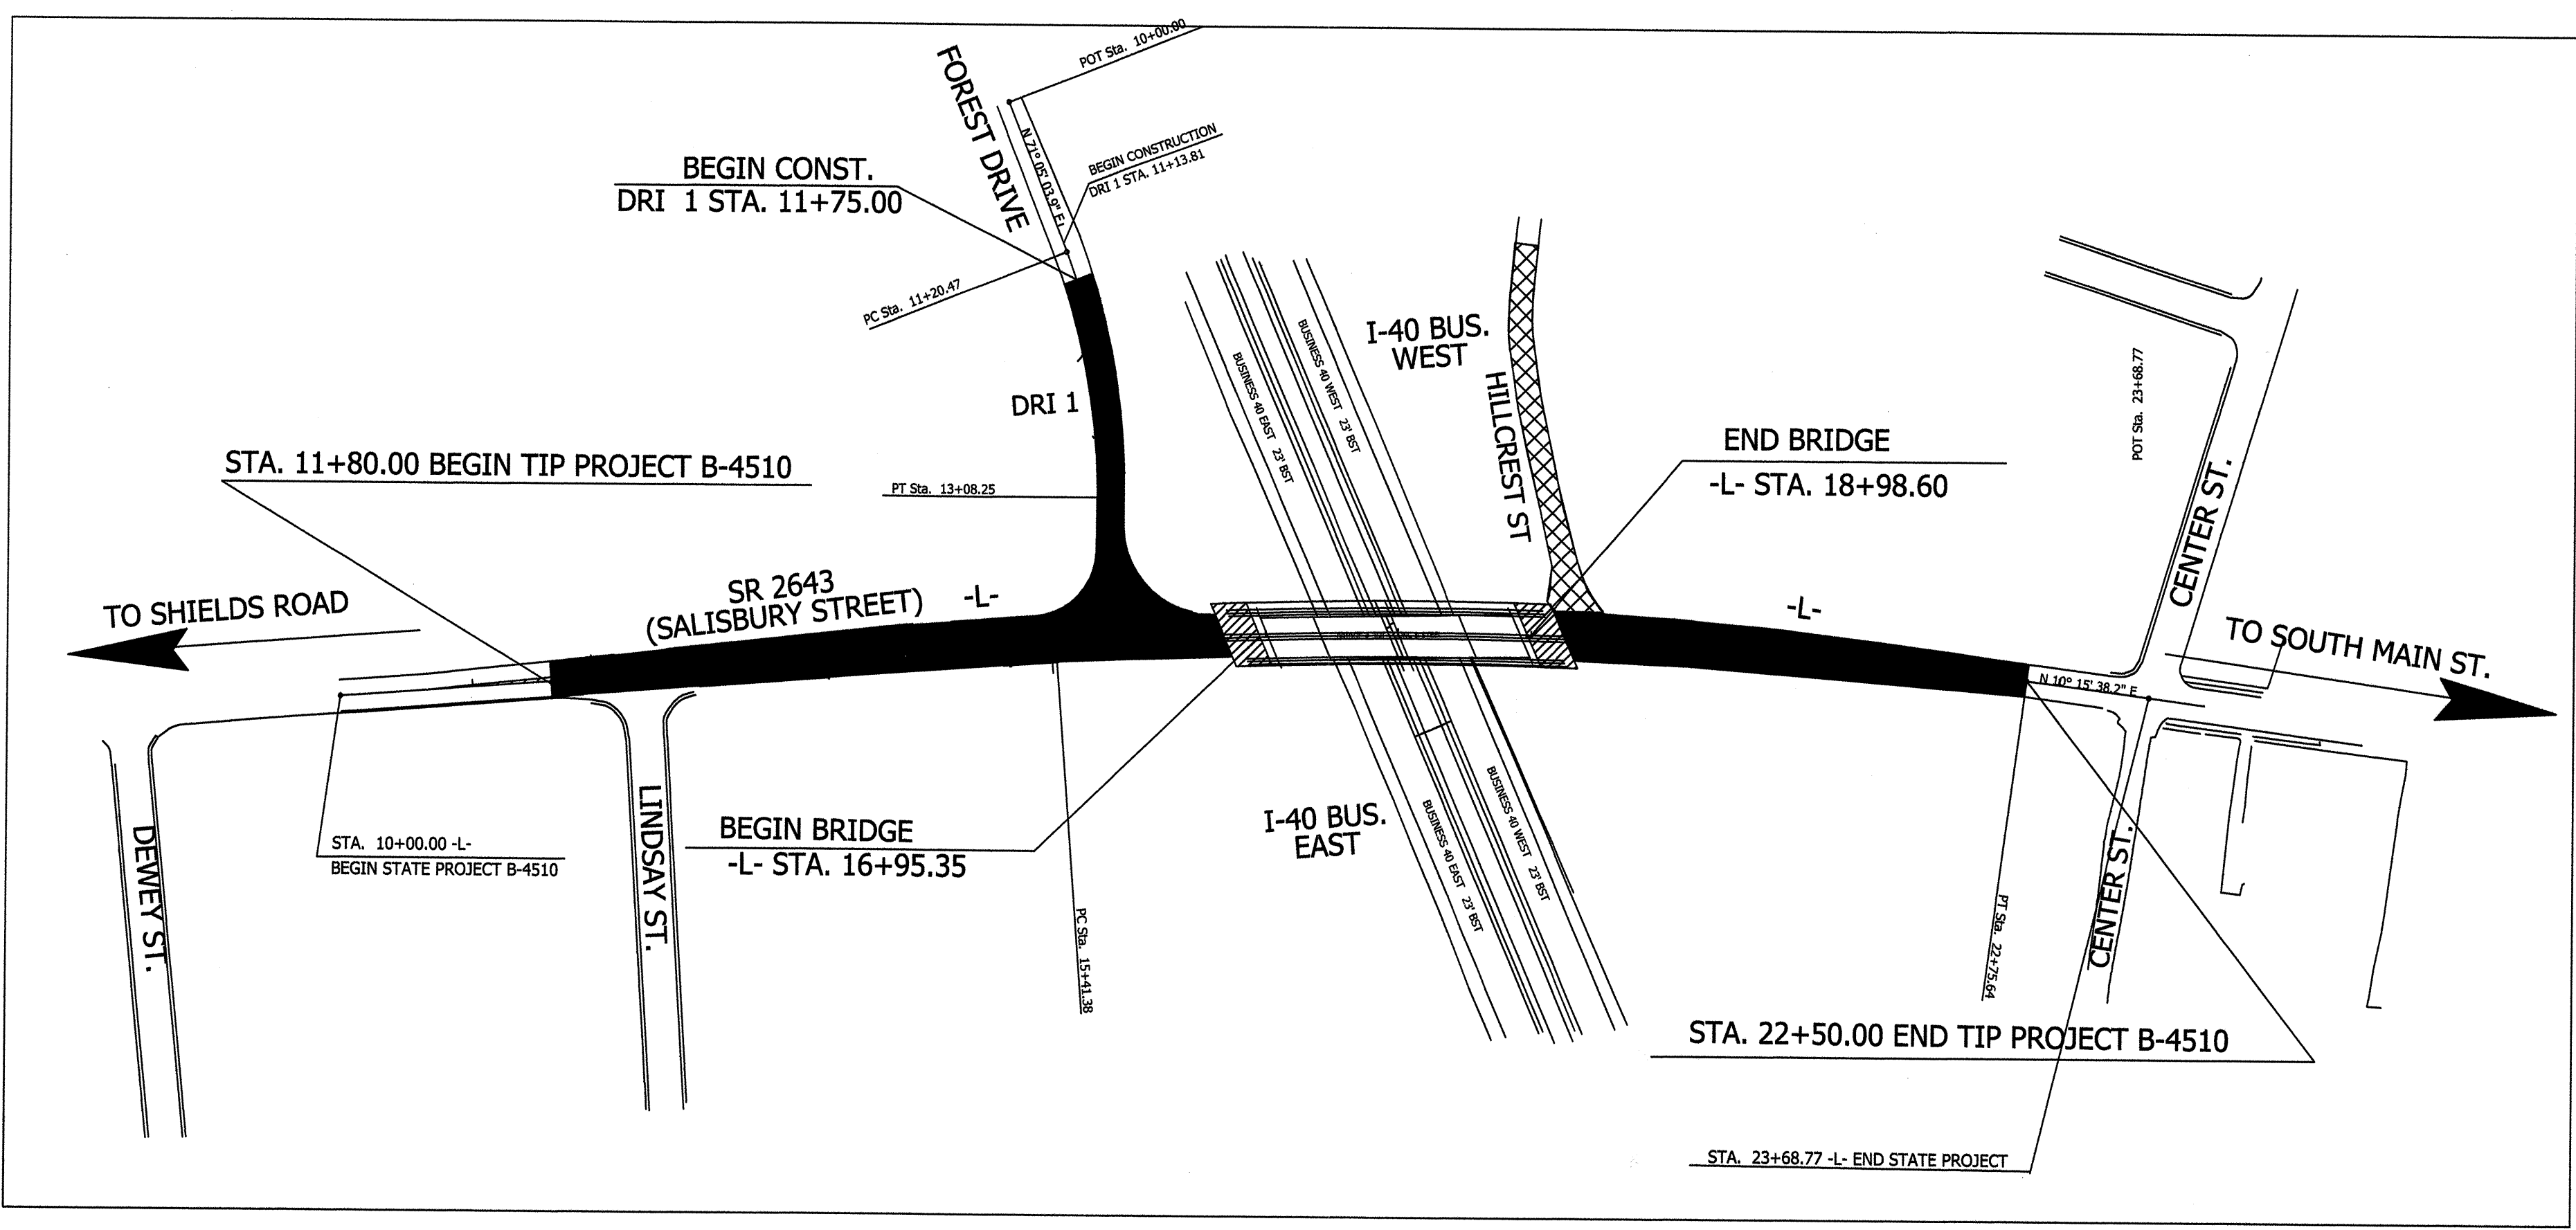 POT Sta. 10+00.00
FOREST DRIVE
N 71° 05' 03.9" E
BEGIN CONSTRUCTION
DRI 1 STA. 11+13.81
BEGIN CONST.
DRI 1 STA. 11+75.00
PC Sta. 11+20.47
I-40 BUS.
WEST
BUSINESS 40 WEST 23' BST
BUSINESS 40 EAST 23' BST
HILLCREST ST
POT Sta. 23+68.77
DRI 1
STA. 11+80.00 BEGIN TIP PROJECT B-4510
PT Sta. 13+08.25
END BRIDGE
-L- STA. 18+98.60
CENTER ST.
TO SHIELDS ROAD
SR 2643
(SALISBURY STREET)
-L-
-L-
TO SOUTH MAIN ST.
N 10° 15' 38.2" E
DEWEY ST.
STA. 10+00.00 -L-
BEGIN STATE PROJECT B-4510
LINDSAY ST.
BEGIN BRIDGE
-L- STA. 16+95.35
PC Sta. 15+41.38
I-40 BUS.
EAST
BUSINESS 40 EAST 23' BST
BUSINESS 40 WEST 23' BST
PT Sta. 22+75.64
CENTER ST.
STA. 22+50.00 END TIP PROJECT B-4510
STA. 23+68.77 -L- END STATE PROJECT